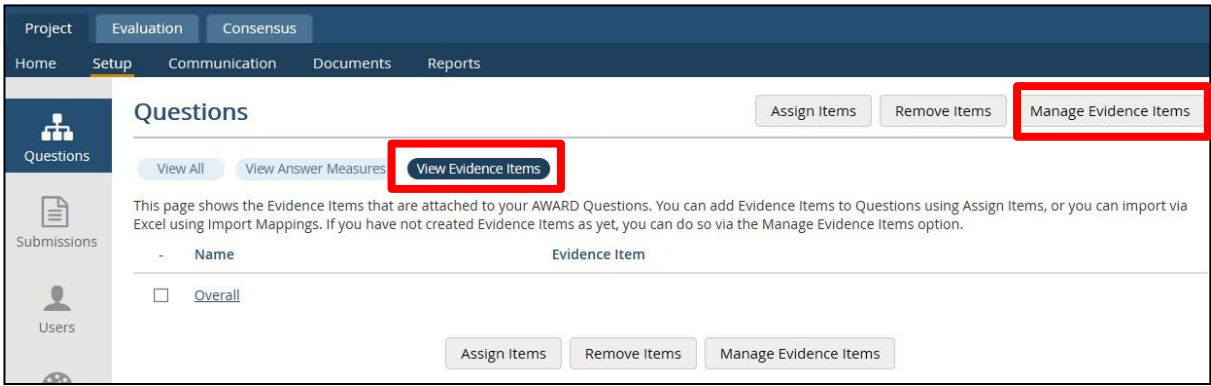 Project Evaluation Consensus
Home Setup Communication Documents Reports
Questions
Submissions
Users
Questions
Assign Items Remove Items Manage Evidence Items
View All View Answer Measures View Evidence Items
This page shows the Evidence Items that are attached to your AWARD Questions. You can add Evidence Items to Questions using Assign Items, or you can import via
Excel using Import Mappings. If you have not created Evidence Items as yet, you can do so via the Manage Evidence Items option.
- Name Evidence Item
Overall
Assign Items Remove Items Manage Evidence Items